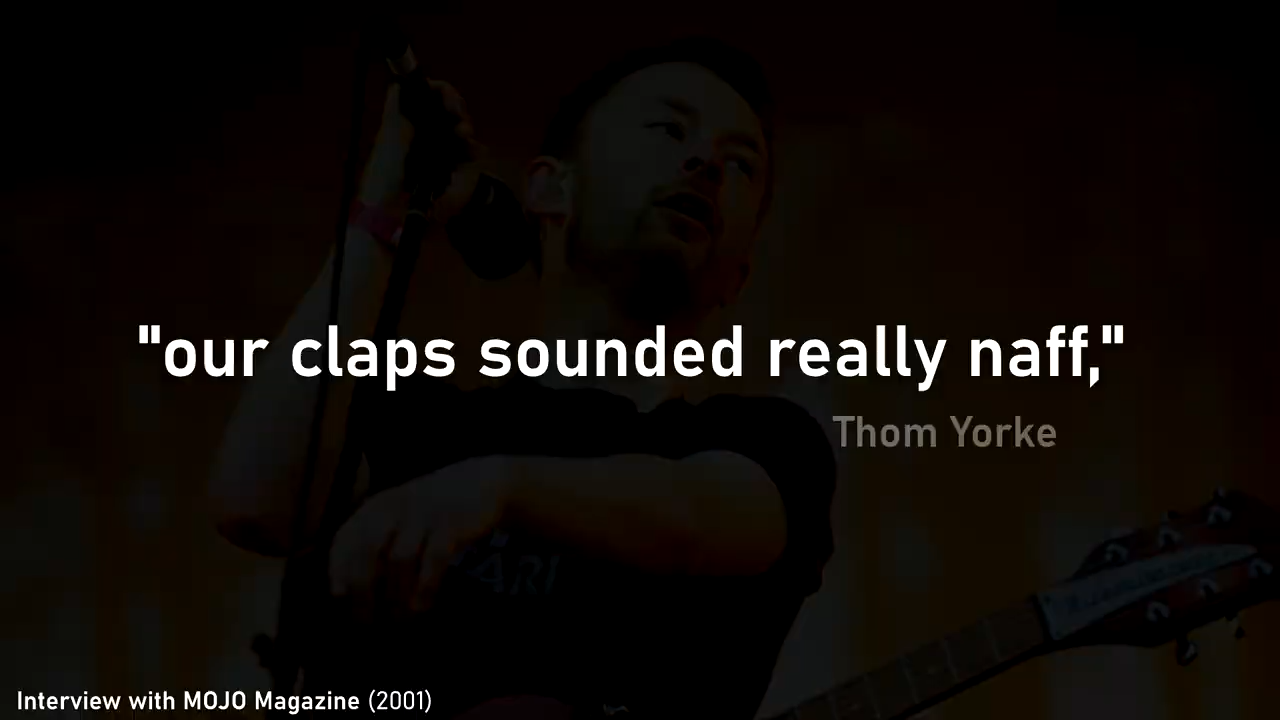 "our claps sounded really naff,"
Thom Yorke
Interview with MOJO Magazine (2001)